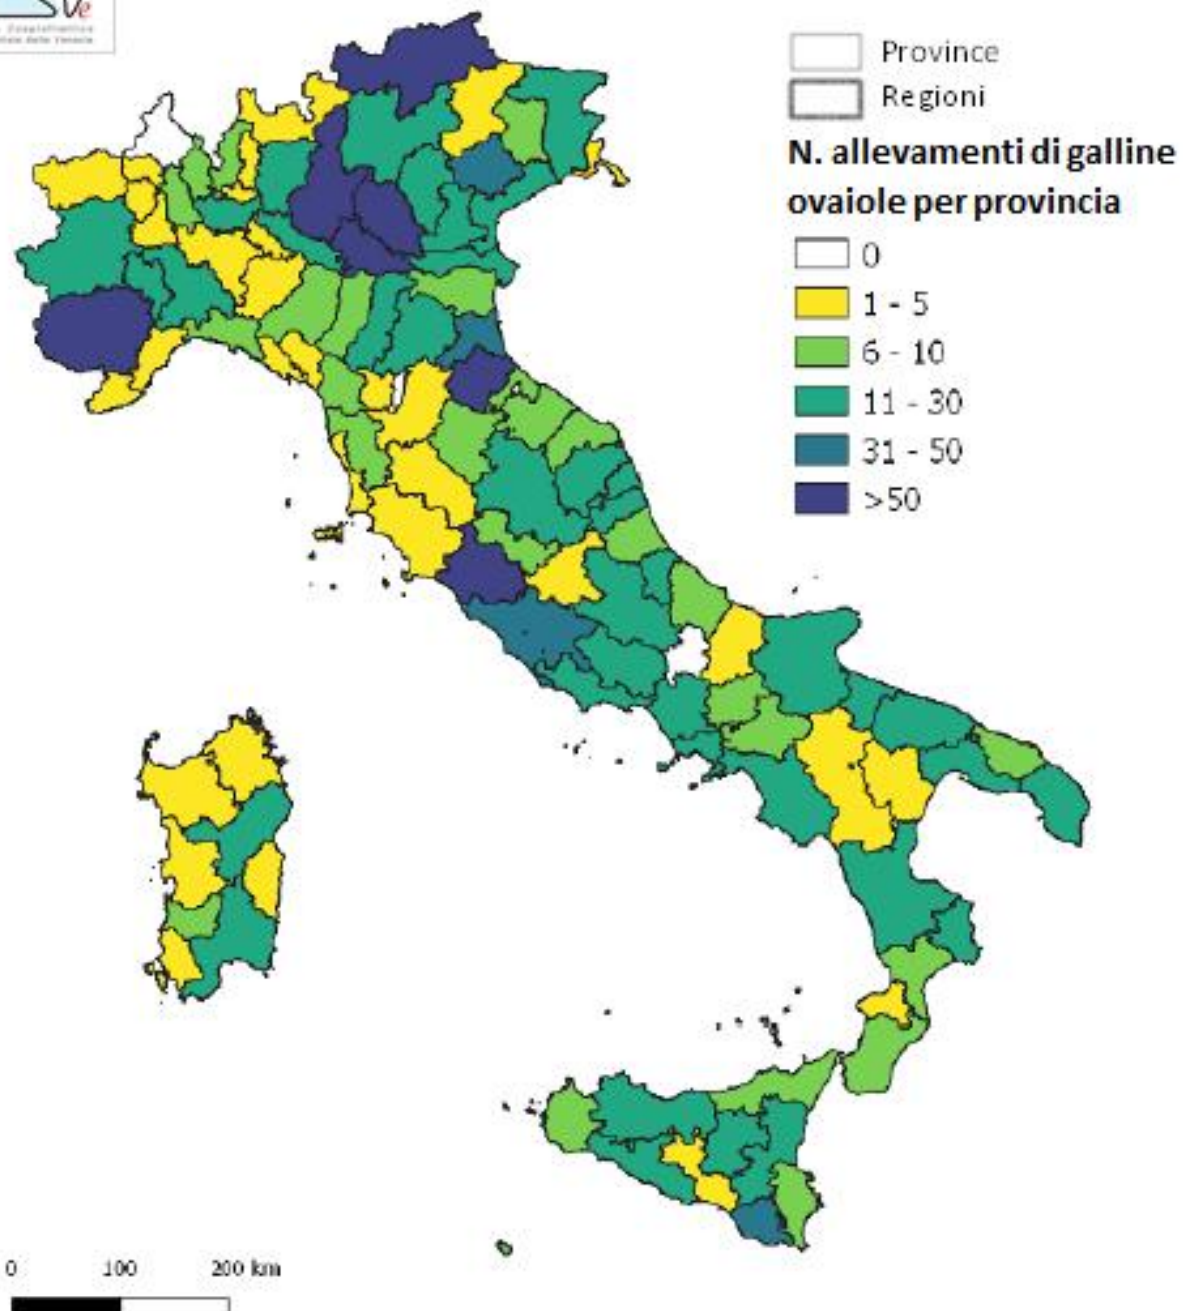 Ve
Province
Regioni
N. allevamenti di galline
ovaiole per provincia
0
1 - 5
6 - 10
11 - 30
31 - 50
>50
0 100 200 km